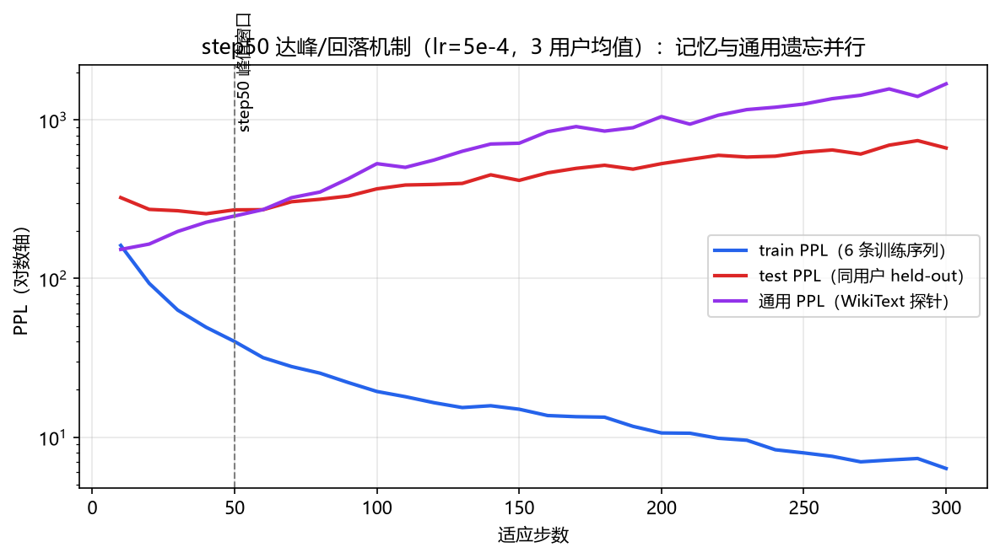 step50 达峰/回落机制（lr=5e-4，3 用户均值）：记忆与通用遗忘并行
step50 峰值窗口
PPL（对数轴）
10³
10²
10¹
train PPL（6 条训练序列）
test PPL（同用户 held-out）
通用 PPL（WikiText 探针）
0 50 100 150 200 250 300
适应步数